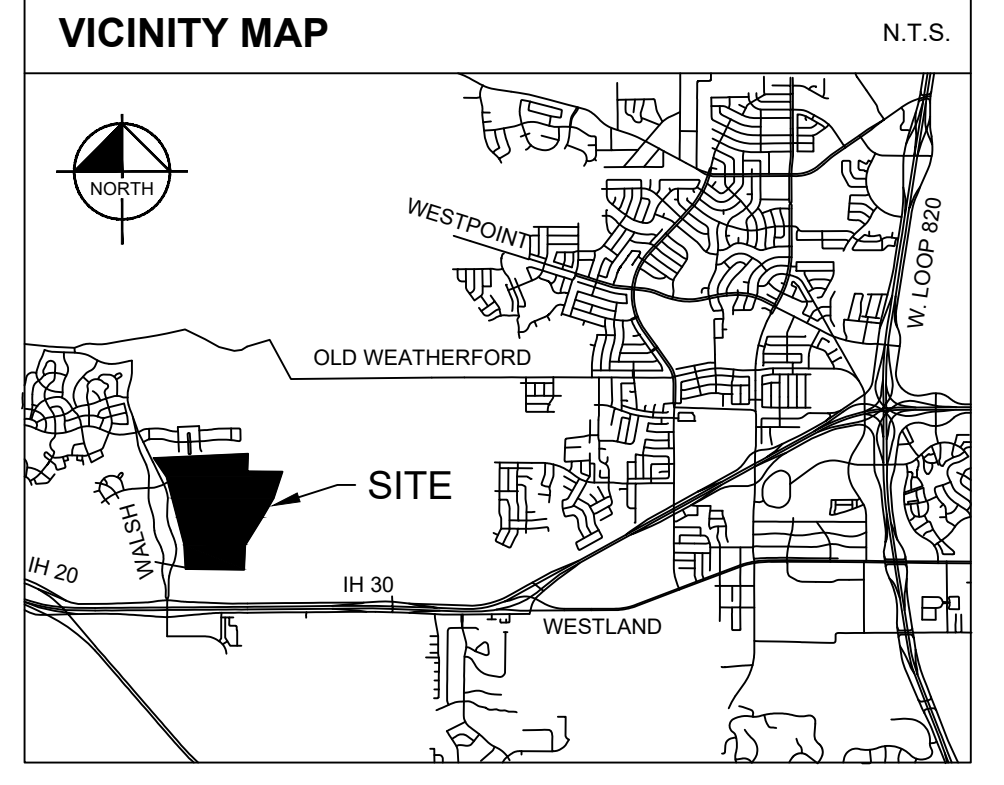 VICINITY MAP
N.T.S.
NORTH
WESTPOINT
W. LOOP 820
OLD WEATHERFORD
SITE
WALSH
IH 20
IH 30
WESTLAND